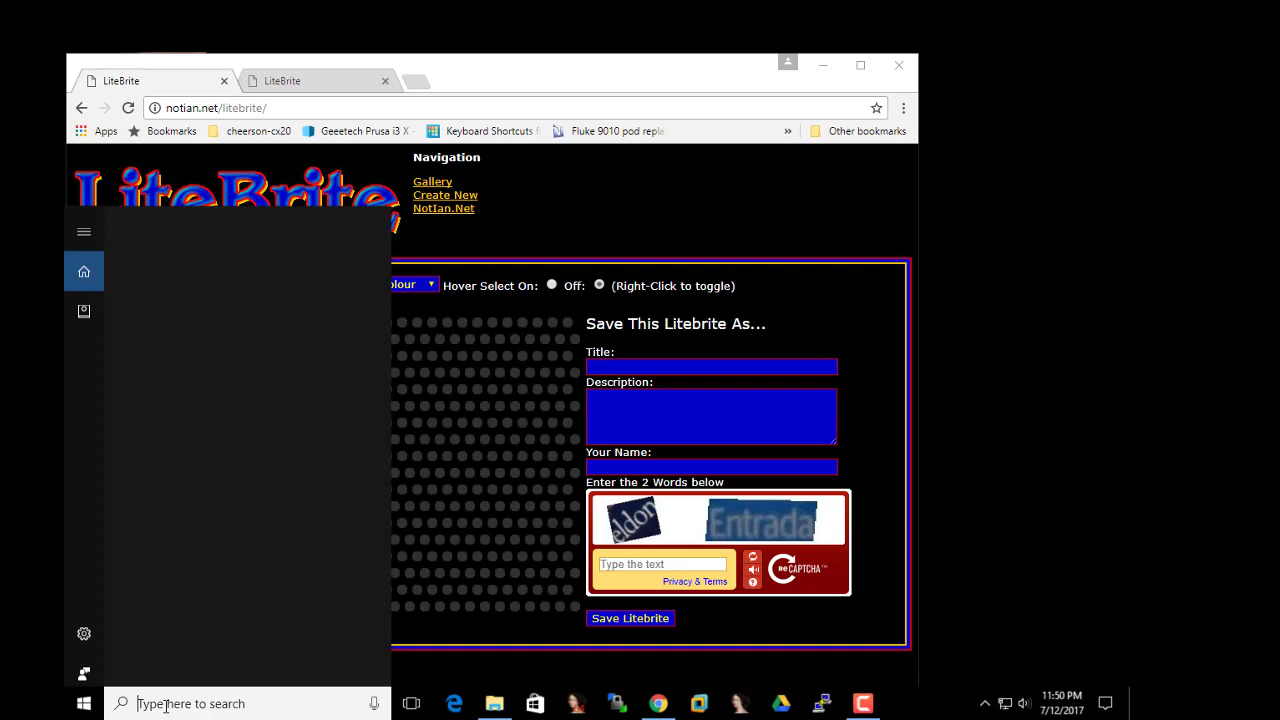 LiteBrite
LiteBrite
notian.net/litebrite/
Apps
Bookmarks
cheerson-cx20
Geeetech Prusa i3 X
Keyboard Shortcuts f
Fluke 9010 pod repla
»
Other bookmarks
LiteBrite
Navigation
Gallery
Create New
NotIan.Net
olour
Hover Select On:
Off:
(Right-Click to toggle)
Save This Litebrite As...
Title:
Description:
Your Name:
Enter the 2 Words below
eldon
Entrada
Type the text
Privacy & Terms
reCAPTCHA™
Save Litebrite
Type here to search
11:50 PM
7/12/2017